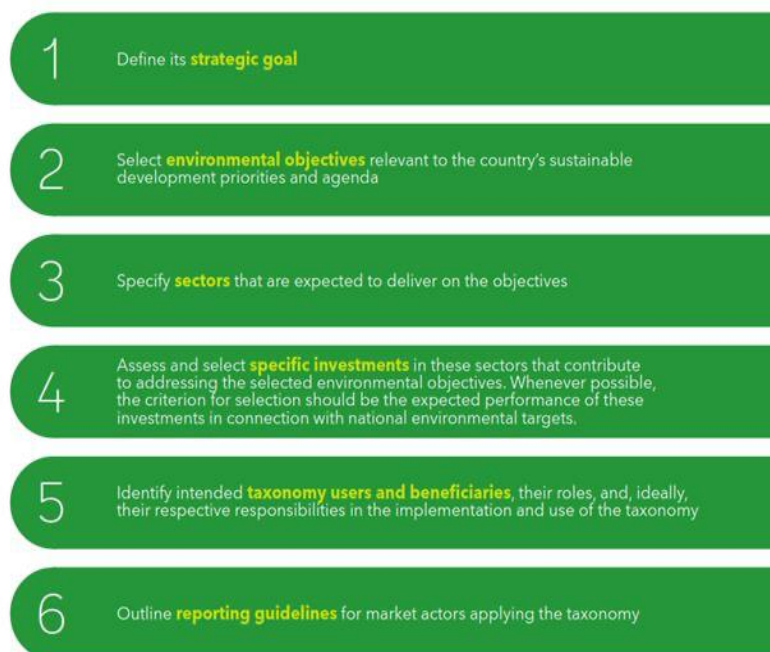 1
Define its strategic goal
2
Select environmental objectives relevant to the country's sustainable
development priorities and agenda
3
Specify sectors that are expected to deliver on the objectives
4
Assess and select specific investments in these sectors that contribute
to addressing the selected environmental objectives. Whenever possible,
the criterion for selection should be the expected performance of these
investments in connection with national environmental targets.
5
Identify intended taxonomy users and beneficiaries, their roles, and, ideally,
their respective responsibilities in the implementation and use of the taxonomy
6
Outline reporting guidelines for market actors applying the taxonomy